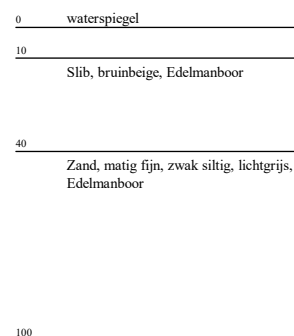 0 waterspiegel
10
Slib, bruinbeige, Edelmanboor
40
Zand, matig fijn, zwak siltig, lichtgrijs,
Edelmanboor
100